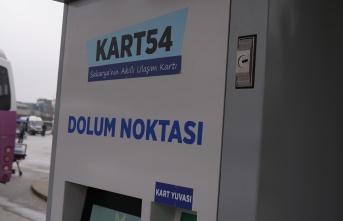 KART54
Sakarya'nın Akıllı Ulaşım Kartı
DOLUM NOKTASI
KART YUVASI